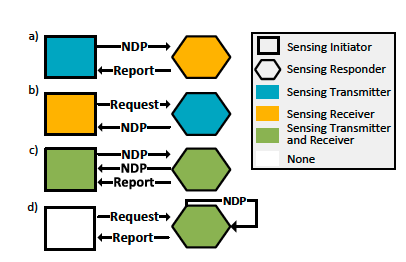 a)
NDP
Report
b)
Request
NDP
c)
NDP
NDP
Report
d)
Request
Report
NDP
Sensing Initiator
Sensing Responder
Sensing Transmitter
Sensing Receiver
Sensing Transmitter
and Receiver
None